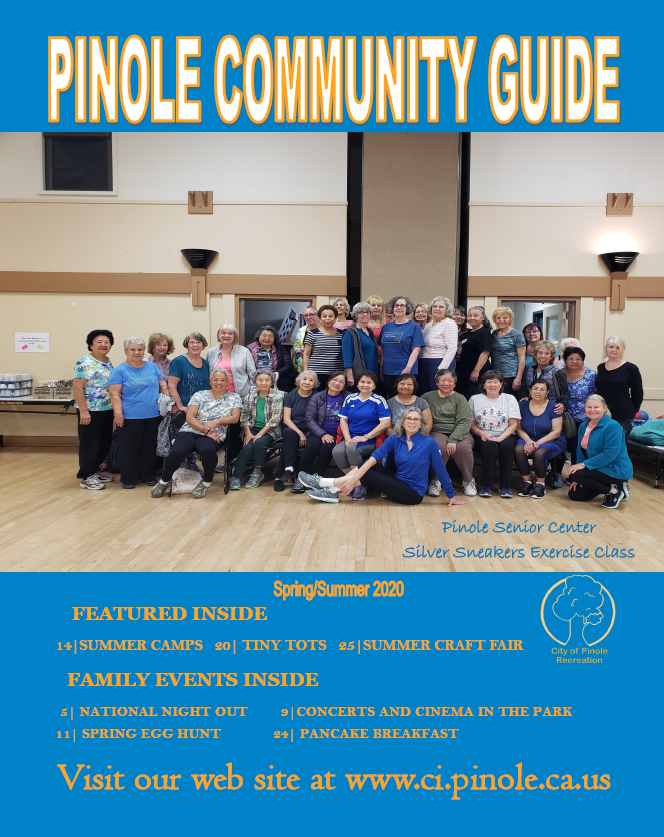 PINOLE COMMUNITY GUIDE
Pinole Senior Center
Silver Sneakers Exercise Class
Spring/Summer 2020
FEATURED INSIDE
14|SUMMER CAMPS 20| TINY TOTS 25|SUMMER CRAFT FAIR
City of Pinole
Recreation
FAMILY EVENTS INSIDE
5| NATIONAL NIGHT OUT 9|CONCERTS AND CINEMA IN THE PARK
11| SPRING EGG HUNT 24| PANCAKE BREAKFAST
Visit our web site at www.ci.pinole.ca.us